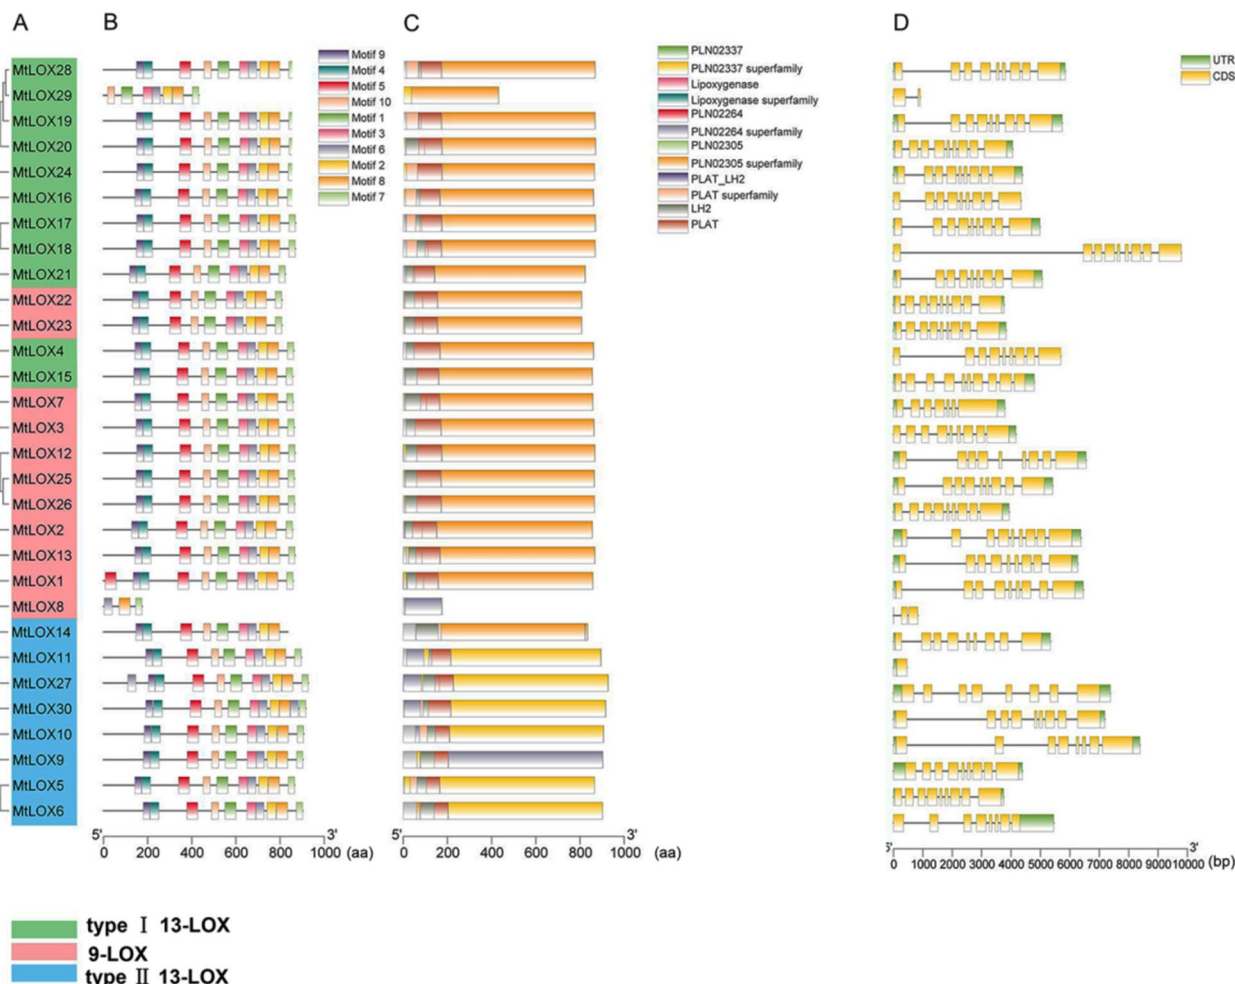 A
B
C
D
MtLOX28
MtLOX29
MtLOX19
MtLOX20
MtLOX24
MtLOX16
MtLOX17
MtLOX18
MtLOX21
MtLOX22
MtLOX23
MtLOX4
MtLOX15
MtLOX7
MtLOX3
MtLOX12
MtLOX25
MtLOX26
MtLOX2
MtLOX13
MtLOX1
MtLOX8
MtLOX14
MtLOX11
MtLOX27
MtLOX30
MtLOX10
MtLOX9
MtLOX5
MtLOX6
Motif 9
Motif 4
Motif 5
Motif 10
Motif 1
Motif 3
Motif 6
Motif 2
Motif 8
Motif 7
PLN02337
PLN02337 superfamily
Lipoxygenase
Lipoxygenase superfamily
PLN02264
PLN02264 superfamily
PLN02305
PLN02305 superfamily
PLAT_LH2
PLAT superfamily
LH2
PLAT
UTR
CDS
5' 3'
0 200 400 600 800 1000 (aa)
5' 3'
0 200 400 600 800 1000 (aa)
5' 3'
0 1000 2000 3000 4000 5000 6000 7000 8000 9000 10000 (bp)
type Ⅰ 13-LOX
9-LOX
type Ⅱ 13-LOX